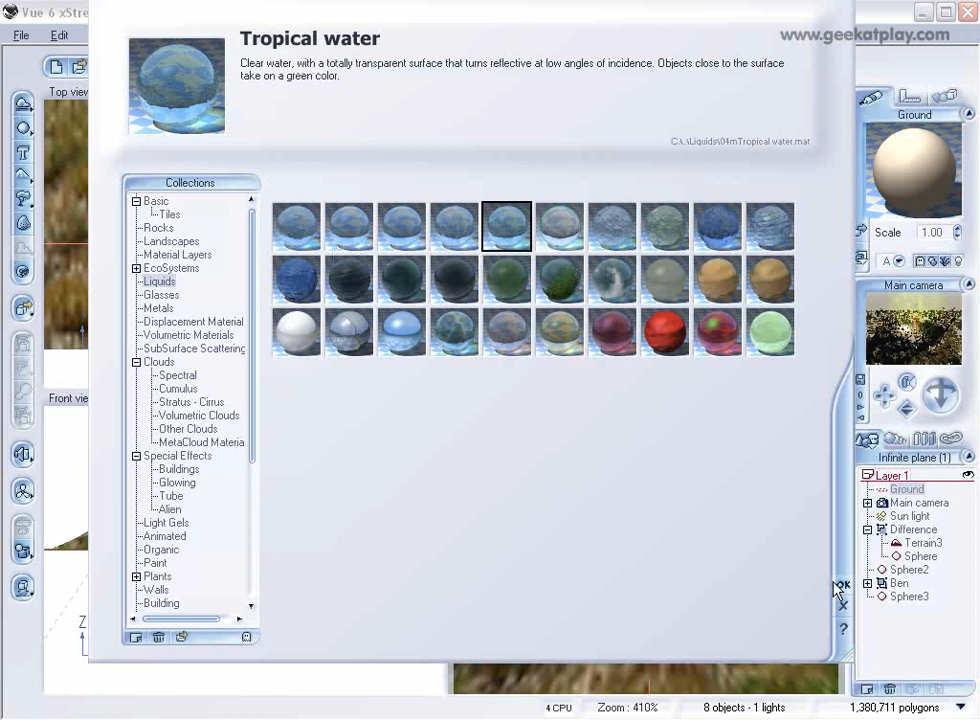 Vue 6 xStre
www.geekatplay.com
File
Edit
Tropical water
Clear water, with a totally transparent surface that turns reflective at low angles of incidence. Objects close to the surface
take on a green color.
C:\..\Liquids\04mTropical water.mat
Top view
Collections
Basic
Tiles
Rocks
Landscapes
Material Layers
EcoSystems
Liquids
Glasses
Metals
Displacement Material
Volumetric Materials
SubSurface Scattering
Clouds
Spectral
Cumulus
Stratus - Cirrus
Volumetric Clouds
Other Clouds
MetaCloud Materia
Special Effects
Buildings
Glowing
Tube
Alien
Light Gels
Animated
Organic
Paint
Plants
Walls
Building
OK
X
?
Front vie
Z
Ground
Scale 1.00
A
Main camera
0
Infinite plane (1)
Layer 1
Ground
Main camera
Sun light
Difference
Terrain3
Sphere
Sphere2
Ben
Sphere3
4 CPU
Zoom : 410%
8 objects - 1 lights
1,380,711 polygons